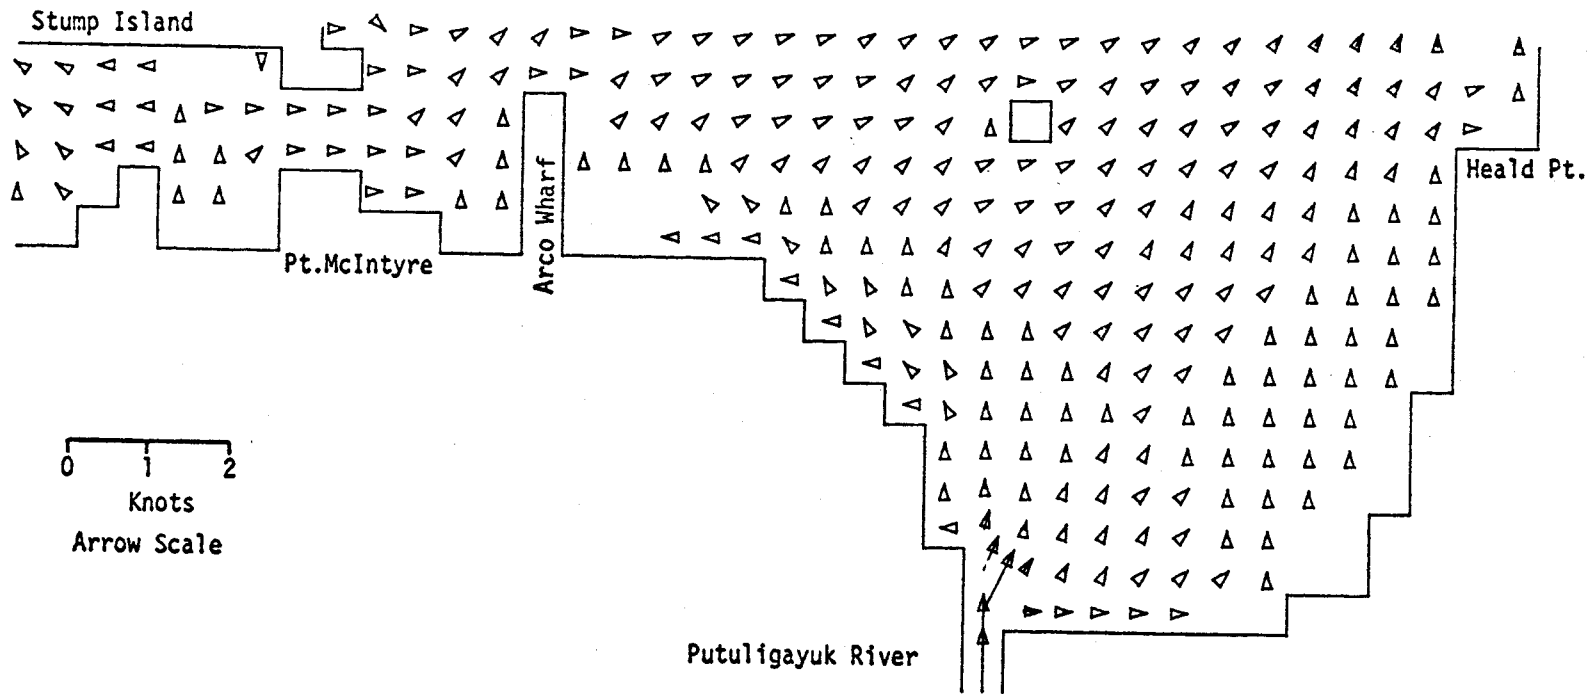 Stump Island
Heald Pt.
Arco Wharf
Pt.McIntyre
0 1 2
Knots
Arrow Scale
Putuligayuk River